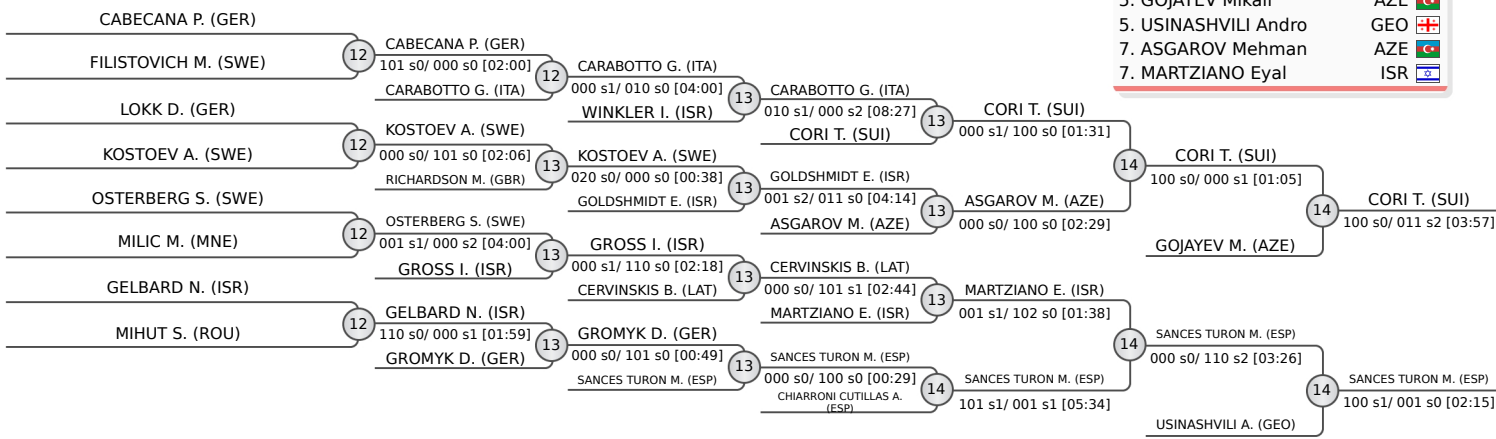 5. GOJAYEV Mikail AZE
5. USINASHVILI Andro GEO
7. ASGAROV Mehman AZE
7. MARTZIANO Eyal ISR
CABECANA P. (GER)
12
FILISTOVICH M. (SWE)
LOKK D. (GER)
12
KOSTOEV A. (SWE)
OSTERBERG S. (SWE)
12
MILIC M. (MNE)
GELBARD N. (ISR)
12
MIHUT S. (ROU)
CABECANA P. (GER)
101 s0/ 000 s0 [02:00]
12
CARABOTTO G. (ITA)
KOSTOEV A. (SWE)
000 s0/ 101 s0 [02:06]
13
RICHARDSON M. (GBR)
OSTERBERG S. (SWE)
001 s1/ 000 s2 [04:00]
13
GROSS I. (ISR)
GELBARD N. (ISR)
110 s0/ 000 s1 [01:59]
13
GROMYK D. (GER)
CARABOTTO G. (ITA)
000 s1/ 010 s0 [04:00]
13
WINKLER I. (ISR)
KOSTOEV A. (SWE)
020 s0/ 000 s0 [00:38]
13
GOLDSHMIDT E. (ISR)
GROSS I. (ISR)
000 s1/ 110 s0 [02:18]
13
CERVINSKIS B. (LAT)
GROMYK D. (GER)
000 s0/ 101 s0 [00:49]
13
SANCES TURON M. (ESP)
CARABOTTO G. (ITA)
010 s1/ 000 s2 [08:27]
13
CORI T. (SUI)
GOLDSHMIDT E. (ISR)
001 s2/ 011 s0 [04:14]
13
ASGAROV M. (AZE)
CERVINSKIS B. (LAT)
000 s0/ 101 s1 [02:44]
13
MARTZIANO E. (ISR)
SANCES TURON M. (ESP)
000 s0/ 100 s0 [00:29]
14
CHIARRONI CUTILLAS A.
(ESP)
CORI T. (SUI)
000 s1/ 100 s0 [01:31]
14
ASGAROV M. (AZE)
000 s0/ 100 s0 [02:29]
MARTZIANO E. (ISR)
001 s1/ 102 s0 [01:38]
14
SANCES TURON M. (ESP)
101 s1/ 001 s1 [05:34]
CORI T. (SUI)
100 s0/ 000 s1 [01:05]
14
GOJAYEV M. (AZE)
SANCES TURON M. (ESP)
000 s0/ 110 s2 [03:26]
14
USINASHVILI A. (GEO)
CORI T. (SUI)
100 s0/ 011 s2 [03:57]
SANCES TURON M. (ESP)
100 s1/ 001 s0 [02:15]